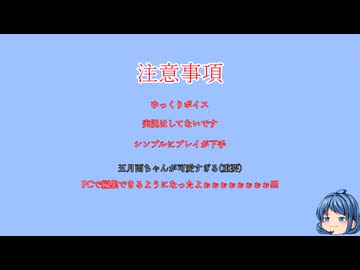 注意事項
ゆっくりボイス
実況はしてないです
シンプルにプレイが下手
五月雨ちゃんが可愛すぎる(重要)
PCで編集できるようになったよぉぉぉぉぉぉぉぉ!!!!